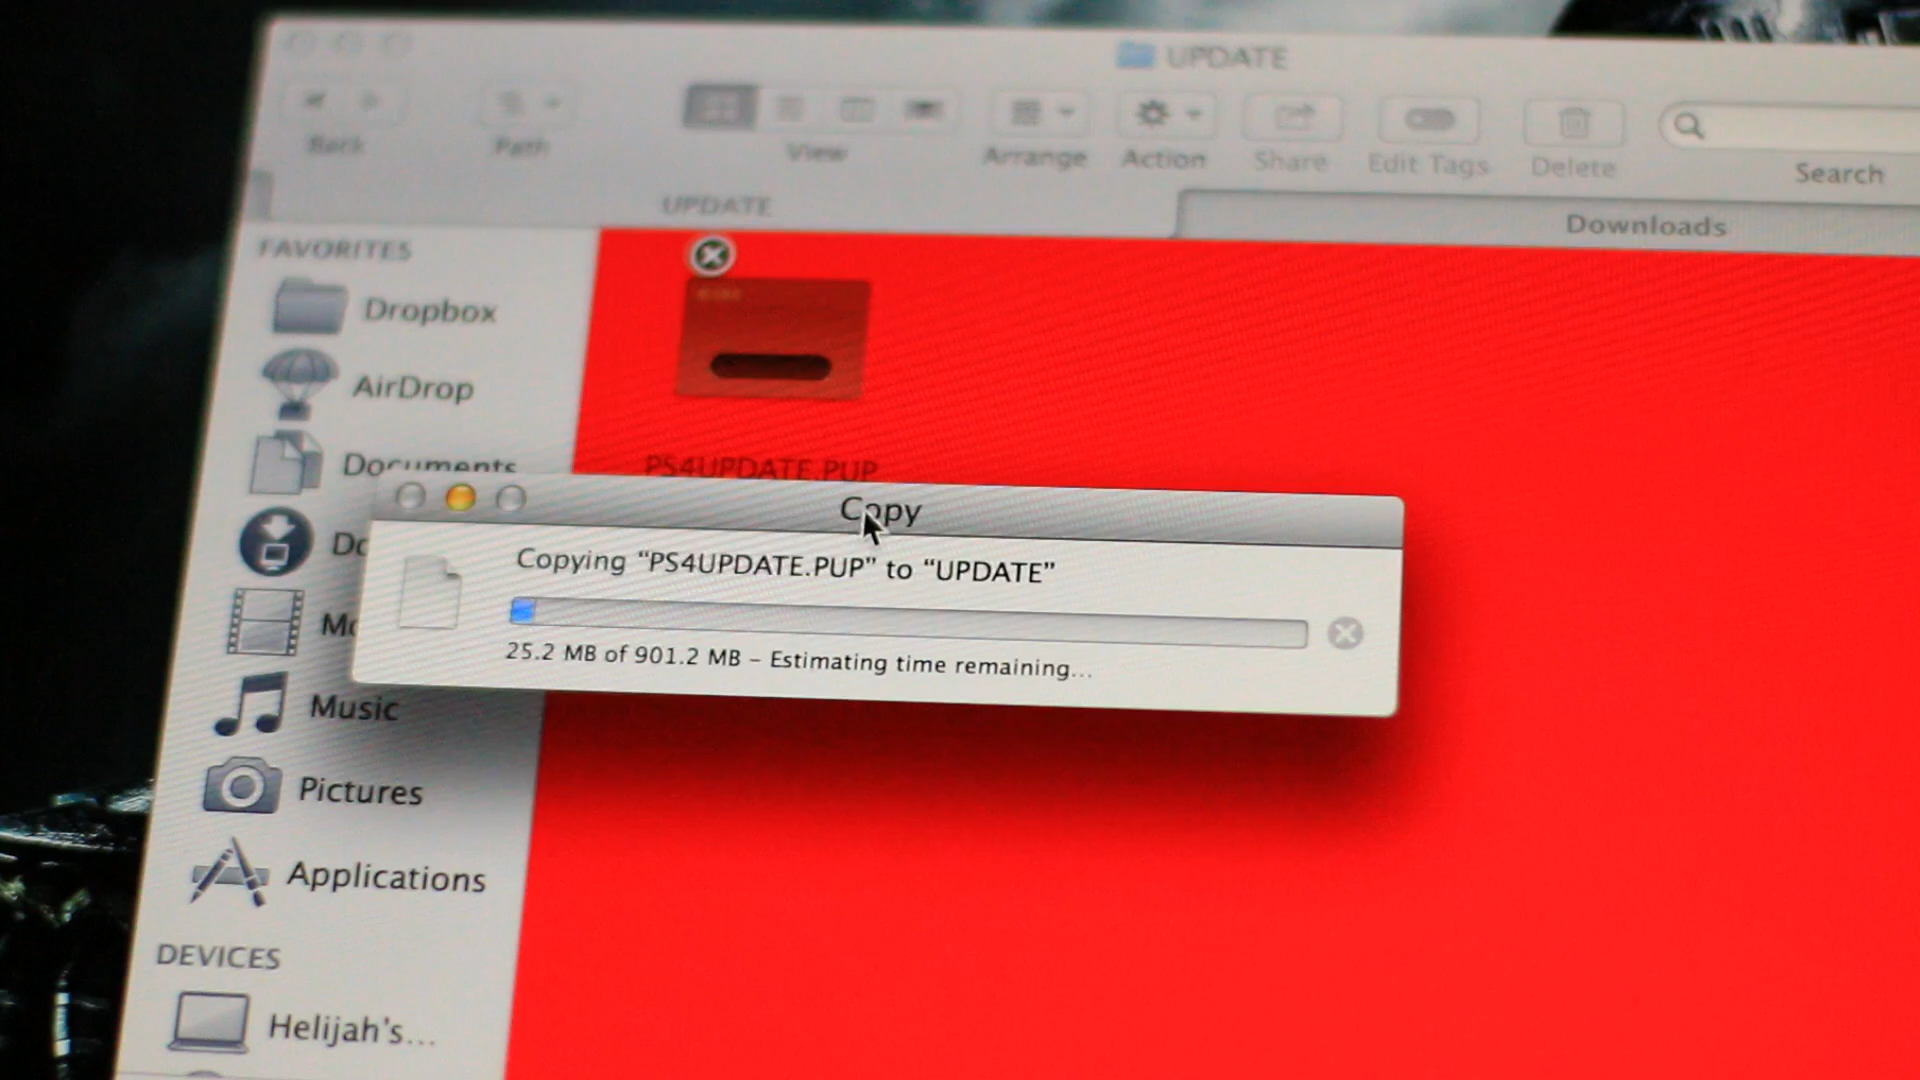 UPDATE
Back
Path
View
Arrange
Action
Share
Edit Tags
Delete
Search
UPDATE
Downloads
FAVORITES
Dropbox
AirDrop
Documents
PS4UPDATE.PUP
Copy
Do
Copying “PS4UPDATE.PUP” to “UPDATE”
Mo
25.2 MB of 901.2 MB – Estimating time remaining...
Music
Pictures
Applications
DEVICES
Helijah's...